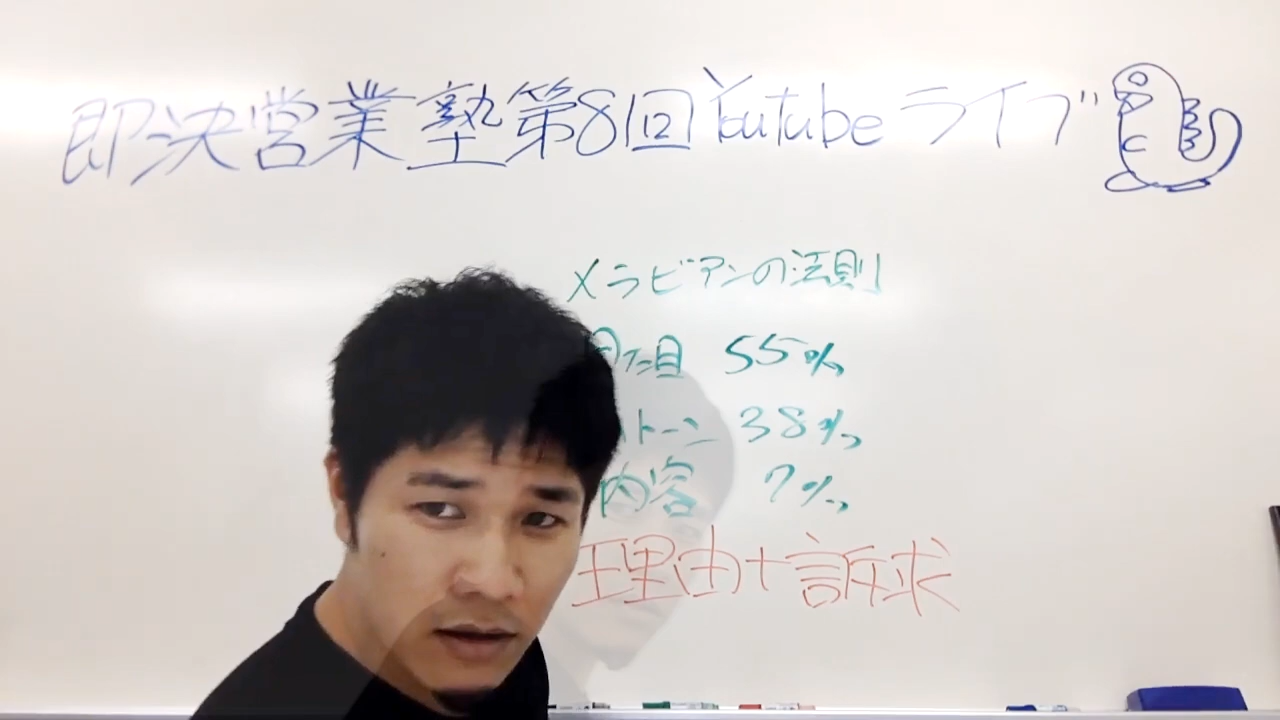 即決営業塾第8回Youtubeライブ
メラビアンの法則
見た目 55%
トーン 38%
内容 7%
理由+訴求